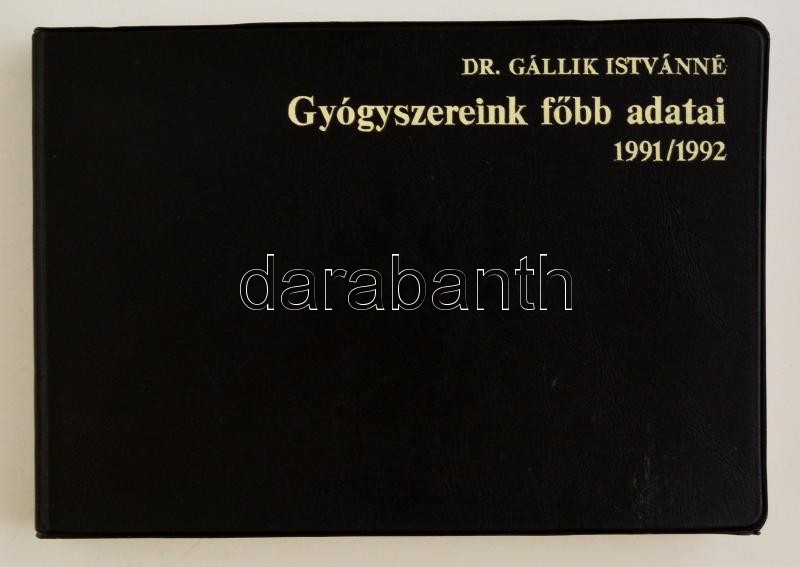 DR. GÁLLIK ISTVÁNNÉ
Gyógyszereink főbb adatai
1991/1992
darabanth